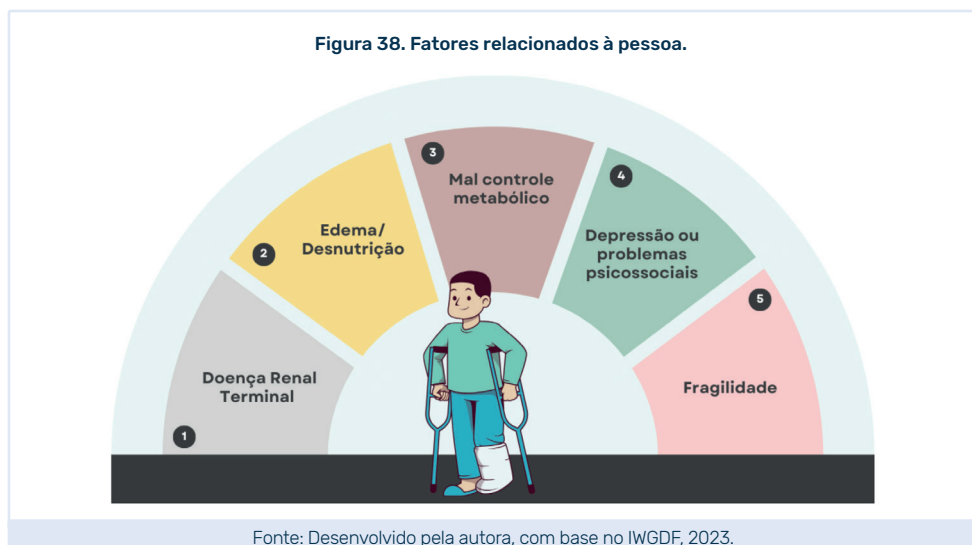 Figura 38. Fatores relacionados à pessoa.
1
Doença Renal
Terminal
2
Edema/
Desnutrição
3
Mal controle
metabólico
4
Depressão ou
problemas
psicossociais
5
Fragilidade
Fonte: Desenvolvido pela autora, com base no IWGDF, 2023.